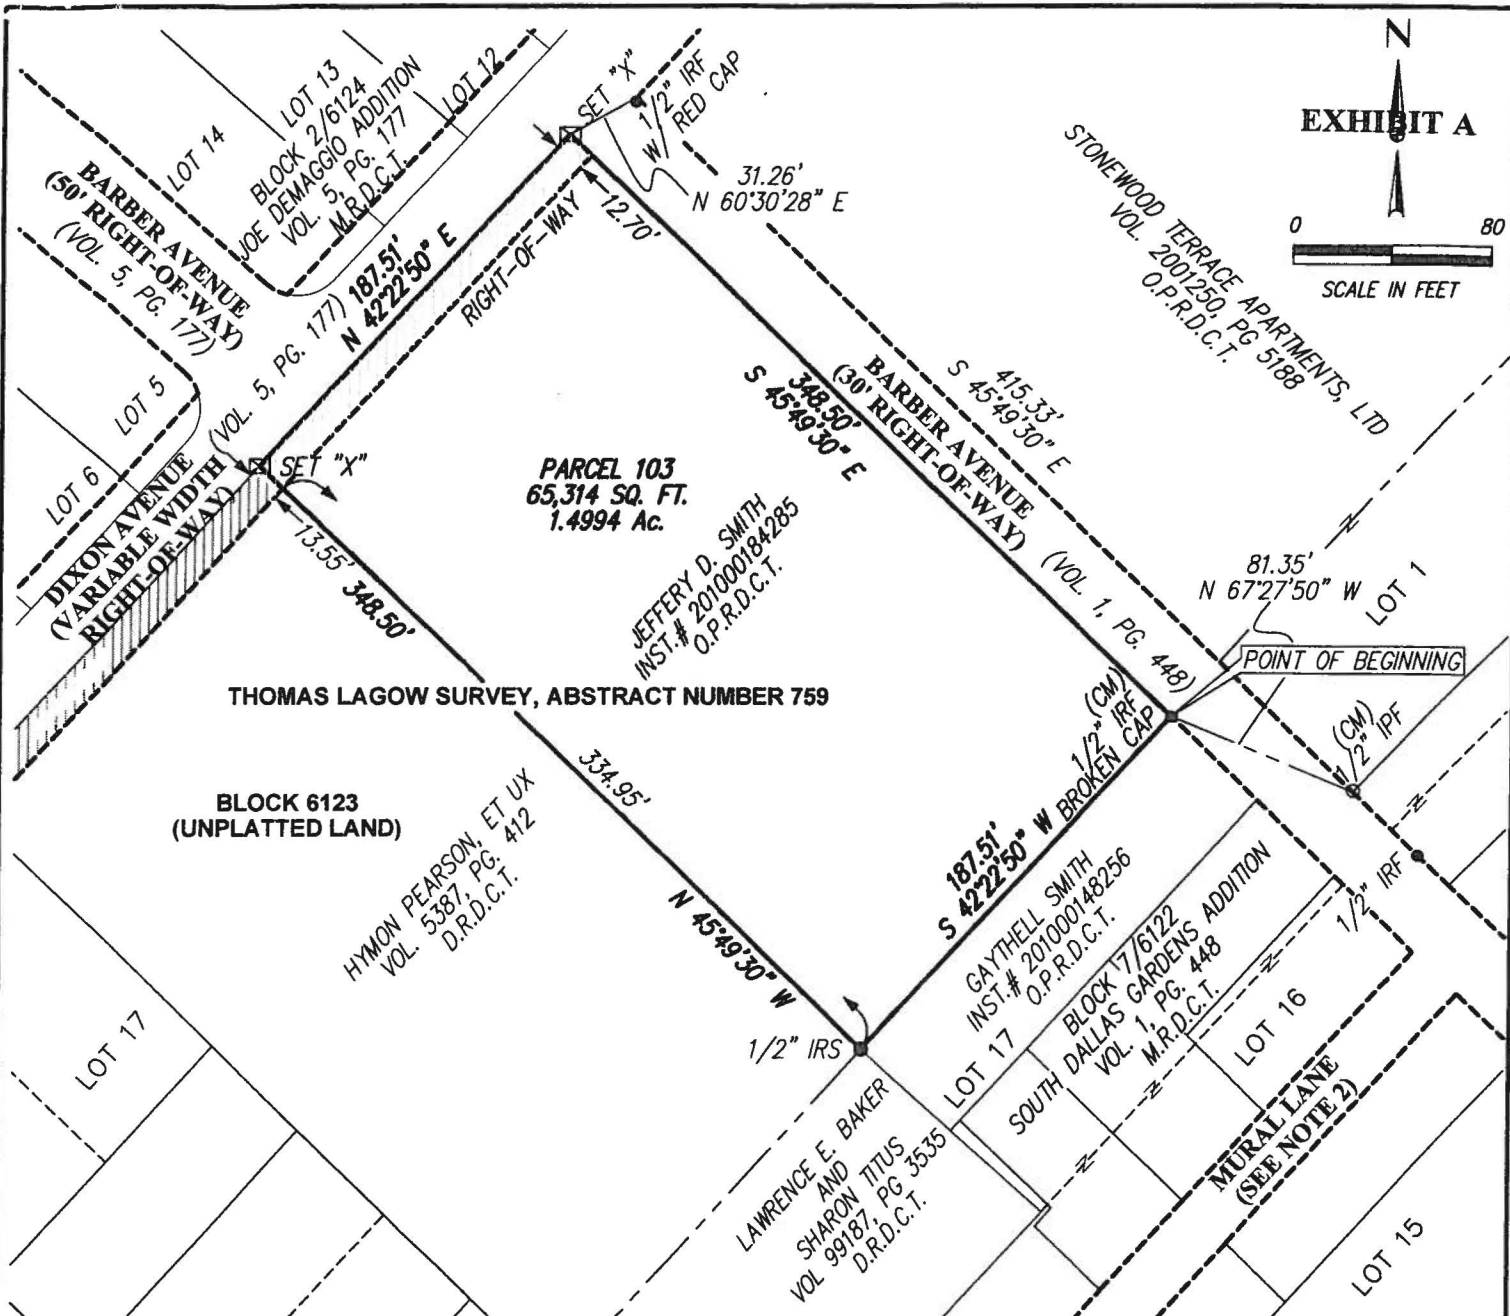 N
EXHIBIT A
0 80
SCALE IN FEET
LOT 14
LOT 13
BLOCK 2/6124
JOE DEMAGGIO ADDITION
VOL. 5, PG. 177
M.R.D.C.T.
LOT 12
SET "X"
1/2" IRF
W/ RED CAP
31.26'
N 60°30'28" E
12.70'
STONEWOOD TERRACE APARTMENTS, LTD
VOL. 2001250, PG 5188
O.P.R.D.C.T.
BARBER AVENUE
(50' RIGHT-OF-WAY)
(VOL. 5, PG. 177)
187.51'
N 42°22'50" E
RIGHT-OF-WAY
(VOL. 5, PG. 177)
LOT 5
LOT 6
DIXON AVENUE
(VARIABLE WIDTH
RIGHT-OF-WAY)
SET "X"
13.55'
348.50'
PARCEL 103
65,314 SQ. FT.
1.4994 Ac.
JEFFERY D. SMITH
INST.# 201000184285
O.P.R.D.C.T.
348.50'
S 45°49'30" E
BARBER AVENUE
(30' RIGHT-OF-WAY)
(VOL. 1, PG. 448)
415.33'
S 45°49'30" E
81.35'
N 67°27'50" W
LOT 1
POINT OF BEGINNING
(CM)
1/2" IRF
BROKEN CAP
(CM)
1/2" IPF
THOMAS LAGOW SURVEY, ABSTRACT NUMBER 759
334.95'
N 45°49'30" W
BLOCK 6123
(UNPLATTED LAND)
HYMON PEARSON, ET UX
VOL. 5387, PG. 412
D.R.D.C.T.
187.51'
S 42°22'50" W
GAYTHELL SMITH
INST.# 201000148256
O.P.R.D.C.T.
1/2" IRF
BLOCK 7/6122
SOUTH DALLAS GARDENS ADDITION
VOL. 1, PG. 448
M.R.D.C.T.
LOT 17
LOT 16
1/2" IRS
LOT 17
LAWRENCE E. BAKER
AND
SHARON TITUS
VOL 99187, PG 3535
D.R.D.C.T.
MURAL LANE
(SEE NOTE 2)
LOT 15